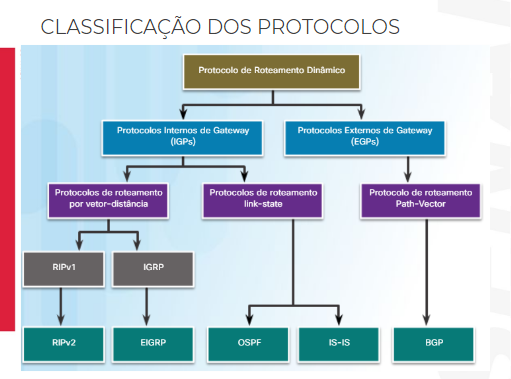 CLASSIFICAÇÃO DOS PROTOCOLOS
Protocolo de Roteamento Dinâmico
Protocolos Internos de Gateway
(IGPs)
Protocolos Externos de Gateway
(EGPs)
Protocolos de roteamento
por vetor-distância
Protocolos de roteamento
link-state
Protocolo de roteamento
Path-Vector
RIPv1
IGRP
RIPv2
EIGRP
OSPF
IS-IS
BGP